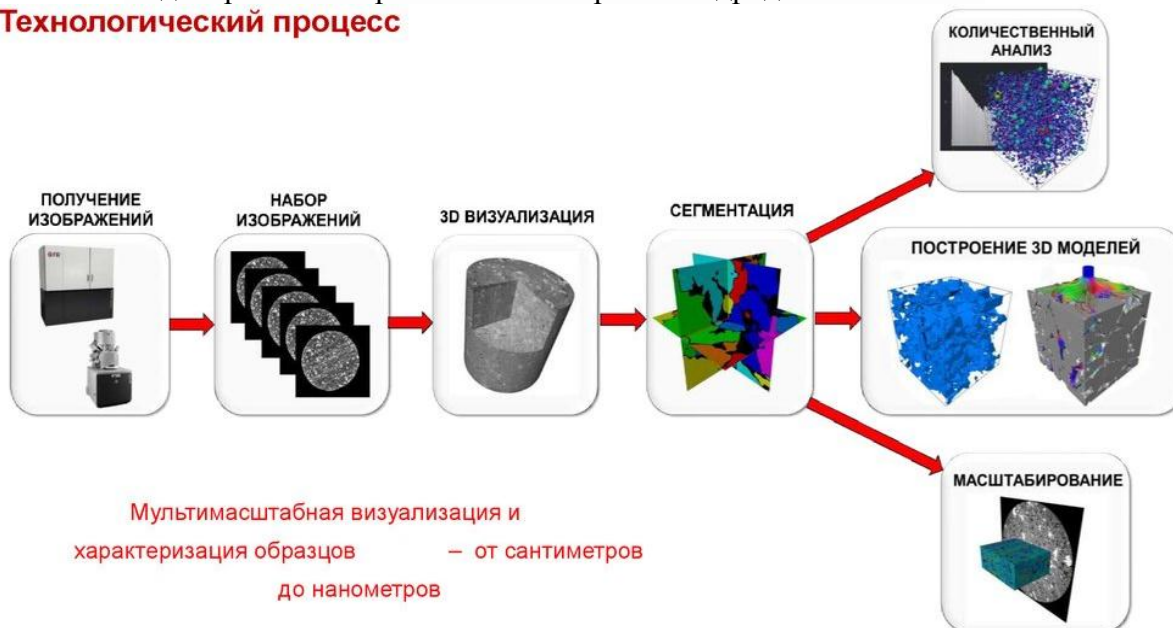 Технологический процесс
КОЛИЧЕСТВЕННЫЙ
АНАЛИЗ
ПОЛУЧЕНИЕ
ИЗОБРАЖЕНИЙ
НАБОР
ИЗОБРАЖЕНИЙ
3D ВИЗУАЛИЗАЦИЯ
СЕГМЕНТАЦИЯ
ПОСТРОЕНИЕ 3D МОДЕЛЕЙ
МАСШТАБИРОВАНИЕ
Мультимасштабная визуализация и
характеризация образцов – от сантиметров
до нанометров